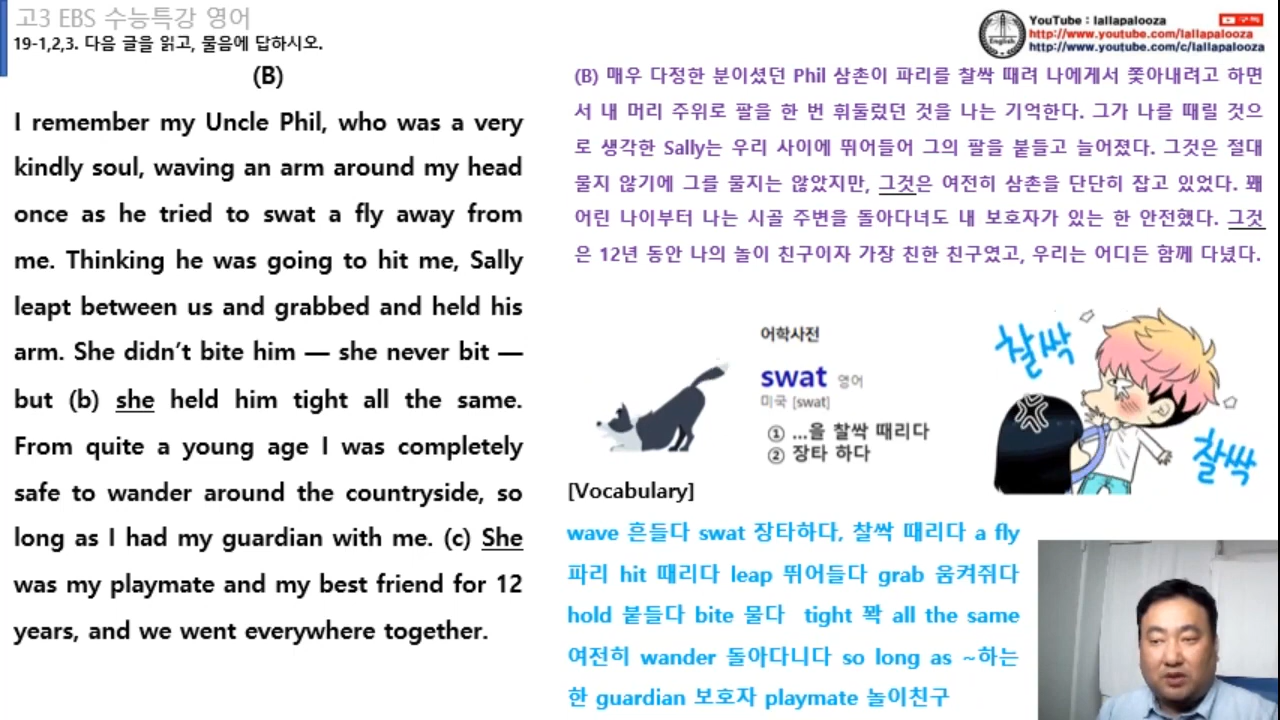 고3 EBS 수능특강 영어
19-1,2,3. 다음 글을 읽고, 물음에 답하시오.
YouTube : lallapalooza
구독
http://www.youtube.com/lallapalooza
http://www.youtube.com/c/lallapalooza
English
(B)
I remember my Uncle Phil, who was a very
kindly soul, waving an arm around my head
once as he tried to swat a fly away from
me. Thinking he was going to hit me, Sally
leapt between us and grabbed and held his
arm. She didn’t bite him — she never bit —
but (b) she held him tight all the same.
From quite a young age I was completely
safe to wander around the countryside, so
long as I had my guardian with me. (c) She
was my playmate and my best friend for 12
years, and we went everywhere together.
(B) 매우 다정한 분이셨던 Phil 삼촌이 파리를 찰싹 때려 나에게서 쫓아내려고 하면
서 내 머리 주위로 팔을 한 번 휘둘렀던 것을 나는 기억한다. 그가 나를 때릴 것으
로 생각한 Sally는 우리 사이에 뛰어들어 그의 팔을 붙들고 늘어졌다. 그것은 절대
물지 않기에 그를 물지는 않았지만, 그것은 여전히 삼촌을 단단히 잡고 있었다. 꽤
어린 나이부터 나는 시골 주변을 돌아다녀도 내 보호자가 있는 한 안전했다. 그것
은 12년 동안 나의 놀이 친구이자 가장 친한 친구였고, 우리는 어디든 함께 다녔다.
어학사전
swat 영어
미국 [swat]
① ...을 찰싹 때리다
② 장타 하다
찰싹
찰싹
[Vocabulary]
wave 흔들다 swat 장타하다, 찰싹 때리다 a fly
파리 hit 때리다 leap 뛰어들다 grab 움켜쥐다
hold 붙들다 bite 물다 tight 꽉 all the same
여전히 wander 돌아다니다 so long as ~하는
한 guardian 보호자 playmate 놀이친구